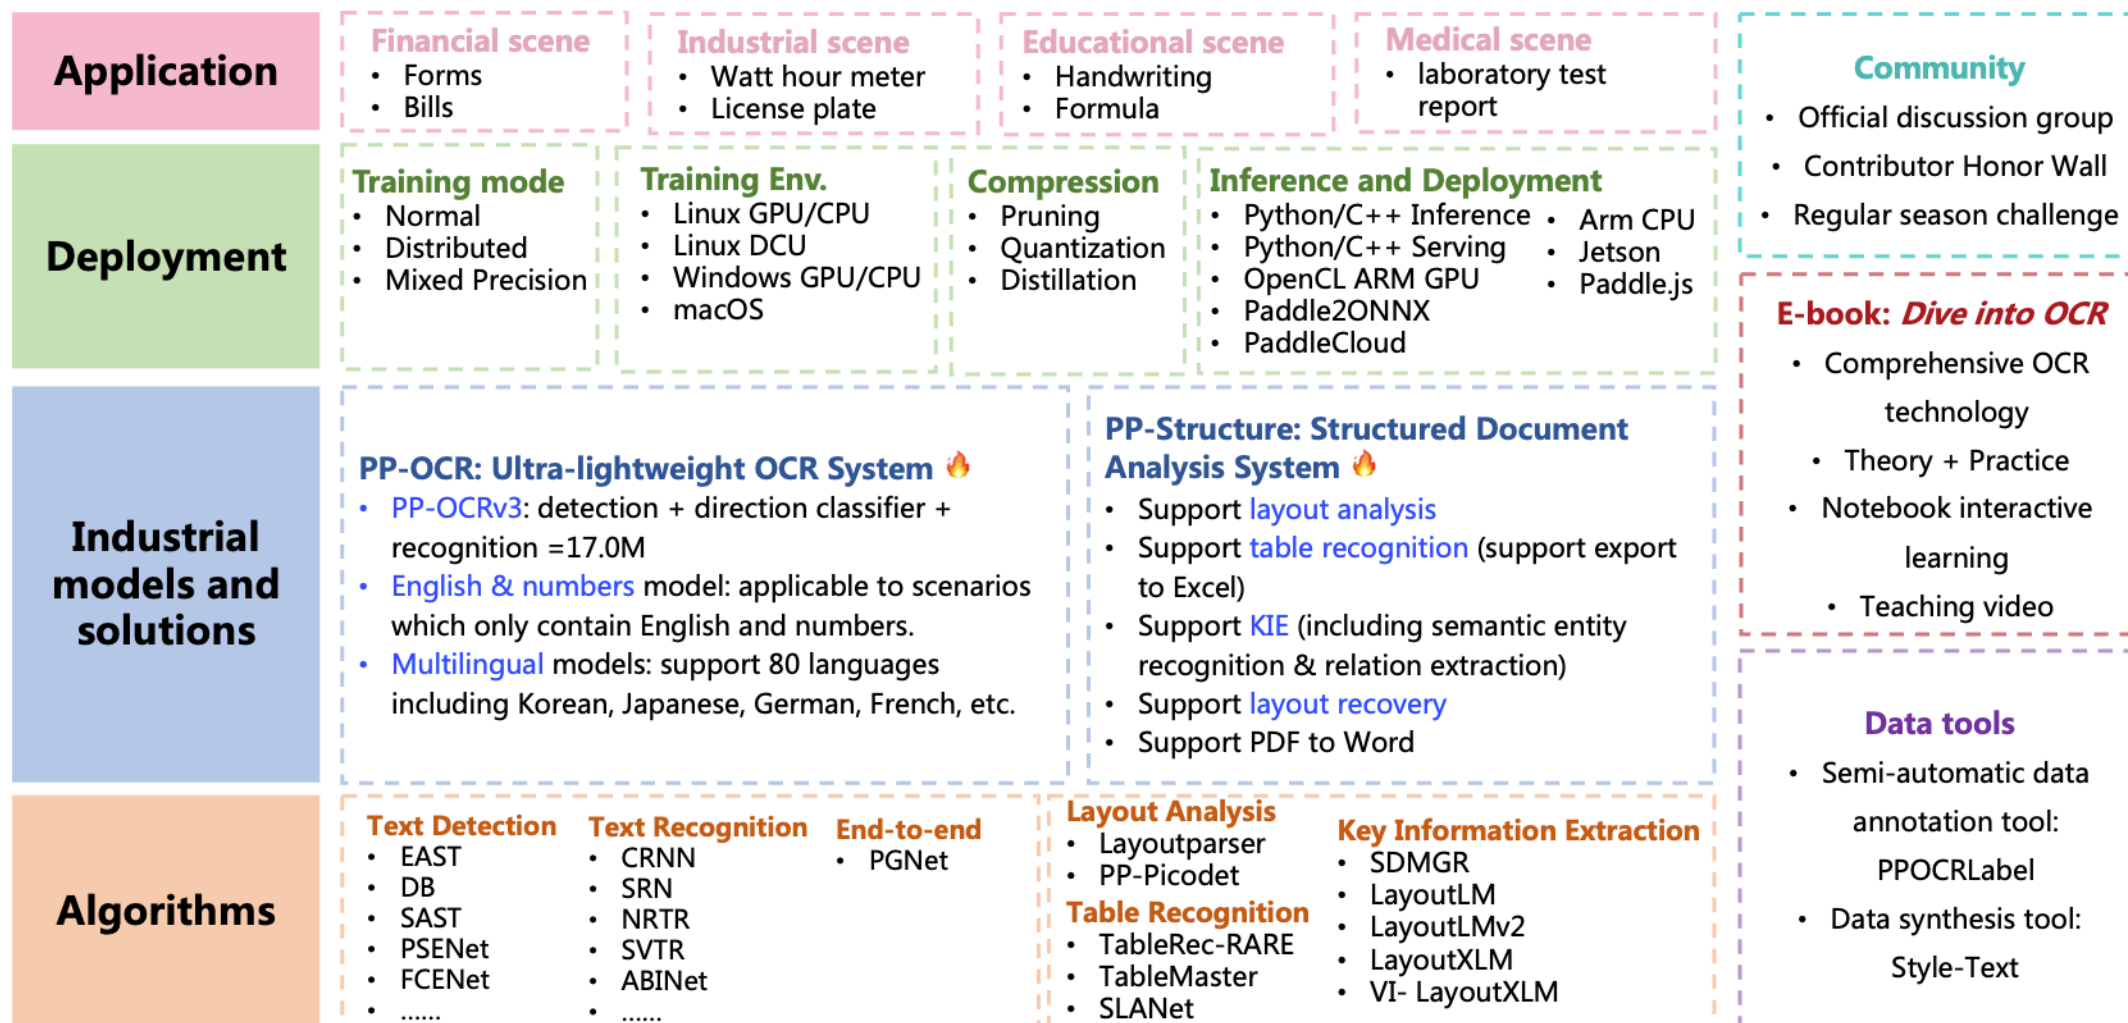 Application
Financial scene
• Forms
• Bills
Industrial scene
• Watt hour meter
• License plate
Educational scene
• Handwriting
• Formula
Medical scene
• laboratory test
report
Deployment
Training mode
• Normal
• Distributed
• Mixed Precision
Training Env.
• Linux GPU/CPU
• Linux DCU
• Windows GPU/CPU
• macOS
Compression
• Pruning
• Quantization
• Distillation
Inference and Deployment
• Python/C++ Inference
• Python/C++ Serving
• OpenCL ARM GPU
• Paddle2ONNX
• PaddleCloud
• Arm CPU
• Jetson
• Paddle.js
Industrial
models and
solutions
PP-OCR: Ultra-lightweight OCR System 🔥
• PP-OCRv3: detection + direction classifier +
recognition =17.0M
• English & numbers model: applicable to scenarios
which only contain English and numbers.
• Multilingual models: support 80 languages
including Korean, Japanese, German, French, etc.
PP-Structure: Structured Document
Analysis System 🔥
• Support layout analysis
• Support table recognition (support export
to Excel)
• Support KIE (including semantic entity
recognition & relation extraction)
• Support layout recovery
• Support PDF to Word
Algorithms
Text Detection
• EAST
• DB
• SAST
• PSENet
• FCENet
• ......
Text Recognition
• CRNN
• SRN
• NRTR
• SVTR
• ABINet
• ......
End-to-end
• PGNet
Layout Analysis
• Layoutparser
• PP-Picodet
Table Recognition
• TableRec-RARE
• TableMaster
• SLANet
Key Information Extraction
• SDMGR
• LayoutLM
• LayoutLMv2
• LayoutXLM
• VI- LayoutXLM
Community
• Official discussion group
• Contributor Honor Wall
• Regular season challenge
E-book: Dive into OCR
• Comprehensive OCR
technology
• Theory + Practice
• Notebook interactive
learning
• Teaching video
Data tools
• Semi-automatic data
annotation tool:
PPOCRLabel
• Data synthesis tool:
Style-Text